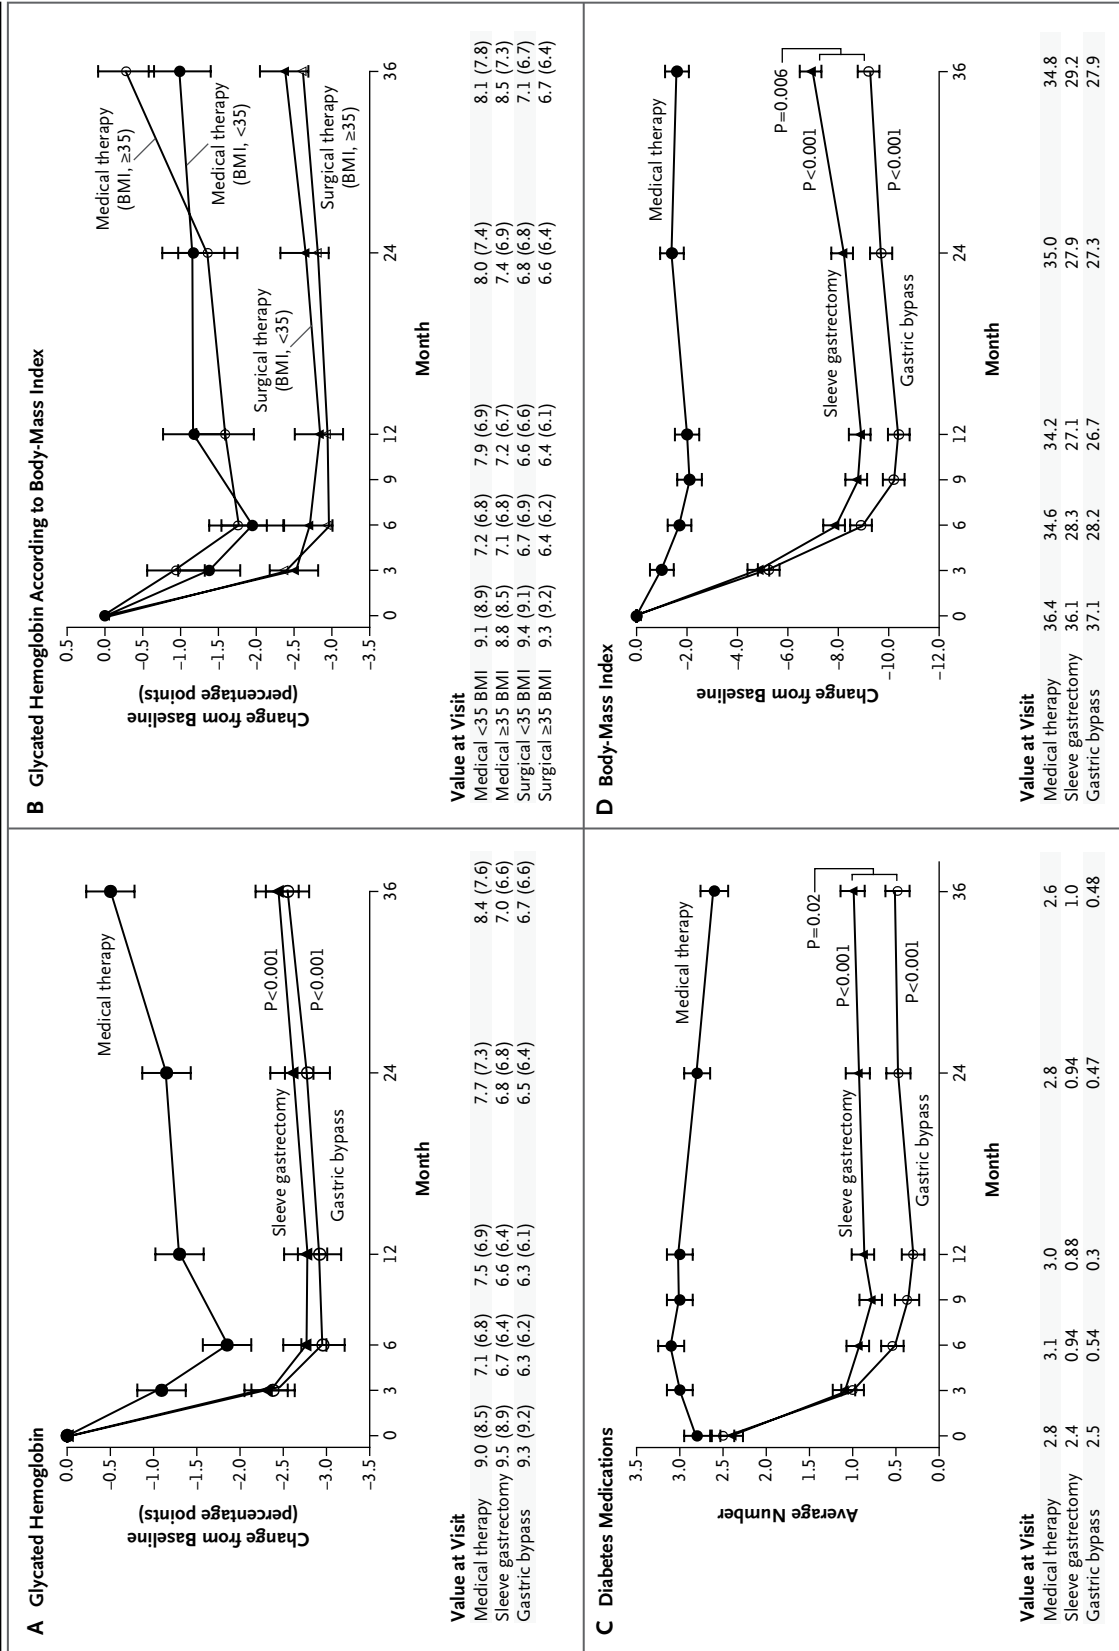 A Glycated Hemoglobin
Change from Baseline
(percentage points)
0.0
−0.5
−1.0
−1.5
−2.0
−2.5
−3.0
−3.5
Medical therapy
P<0.001
Sleeve gastrectomy
P<0.001
Gastric bypass
0 3 6 9 12 24 36
Month
Value at Visit
Medical therapy 9.0 (8.5) 7.1 (6.8) 7.5 (6.9) 7.7 (7.3) 8.4 (7.6)
Sleeve gastrectomy 9.5 (8.9) 6.7 (6.4) 6.6 (6.4) 6.8 (6.8) 7.0 (6.6)
Gastric bypass 9.3 (9.2) 6.3 (6.2) 6.3 (6.1) 6.5 (6.4) 6.7 (6.6)
B Glycated Hemoglobin According to Body-Mass Index
Change from Baseline
(percentage points)
0.5
0.0
−0.5
−1.0
−1.5
−2.0
−2.5
−3.0
−3.5
Medical therapy
(BMI, ≥35)
Medical therapy
(BMI, <35)
Surgical therapy
(BMI, <35)
Surgical therapy
(BMI, ≥35)
0 3 6 9 12 24 36
Month
Value at Visit
Medical <35 BMI 9.1 (8.9) 7.2 (6.8) 7.9 (6.9) 8.0 (7.4) 8.1 (7.8)
Medical ≥35 BMI 8.8 (8.5) 7.1 (6.8) 7.2 (6.7) 7.4 (6.9) 8.5 (7.3)
Surgical <35 BMI 9.4 (9.1) 6.7 (6.9) 6.6 (6.6) 6.8 (6.8) 7.1 (6.7)
Surgical ≥35 BMI 9.3 (9.2) 6.4 (6.2) 6.4 (6.1) 6.6 (6.4) 6.7 (6.4)
C Diabetes Medications
Average Number
3.5
3.0
2.5
2.0
1.5
1.0
0.5
0.0
Medical therapy
P=0.02
P<0.001
Sleeve gastrectomy
P<0.001
Gastric bypass
0 3 6 9 12 24 36
Month
Value at Visit
Medical therapy 2.8 3.1 3.0 2.8 2.6
Sleeve gastrectomy 2.4 0.94 0.88 0.94 1.0
Gastric bypass 2.5 0.54 0.3 0.47 0.48
D Body-Mass Index
Change from Baseline
0.0
−2.0
−4.0
−6.0
−8.0
−10.0
−12.0
Medical therapy
P=0.006
P<0.001
Sleeve gastrectomy
P<0.001
Gastric bypass
0 3 6 9 12 24 36
Month
Value at Visit
Medical therapy 36.4 34.6 34.2 35.0 34.8
Sleeve gastrectomy 36.1 28.3 27.1 27.9 29.2
Gastric bypass 37.1 28.2 26.7 27.3 27.9